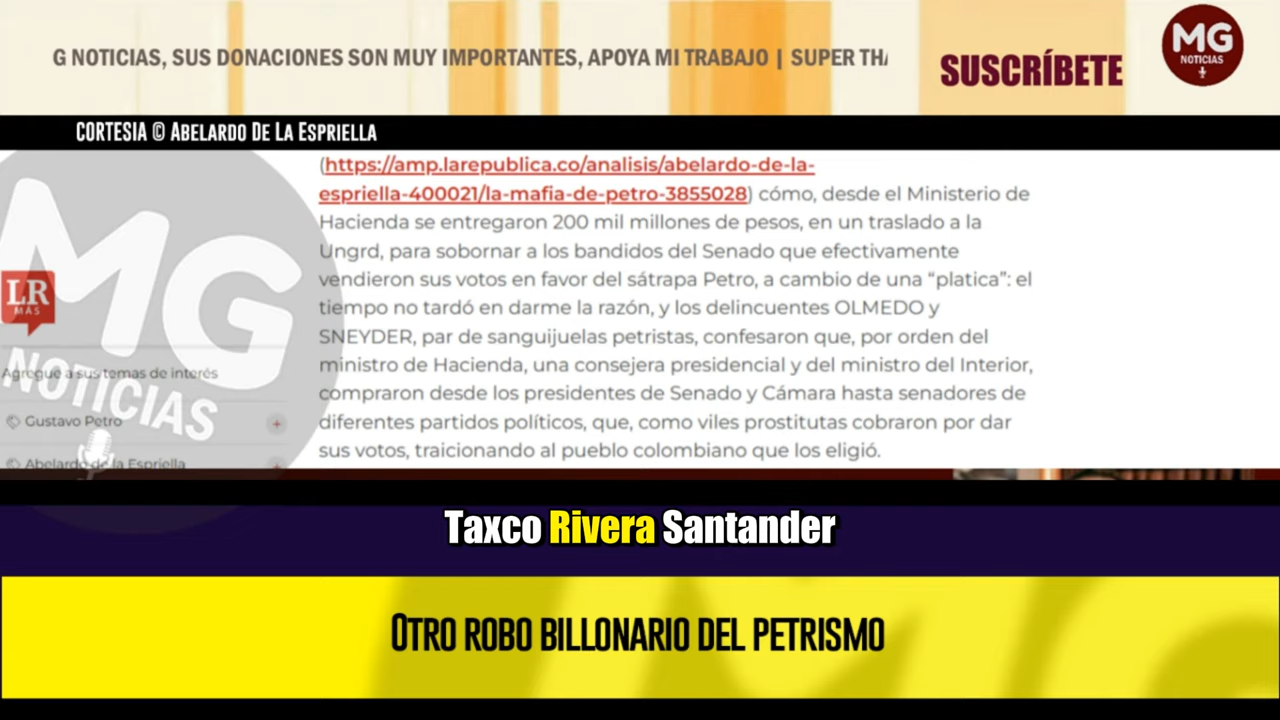 G NOTICIAS, SUS DONACIONES SON MUY IMPORTANTES, APOYA MI TRABAJO | SUPER THA
SUSCRÍBETE
MG
NOTICIAS
CORTESIA © ABELARDO DE LA ESPRIELLA
(https://amp.larepublica.co/analisis/abelardo-de-la-
espriella-400021/la-mafia-de-petro-3855028) cómo, desde el Ministerio de
Hacienda se entregaron 200 mil millones de pesos, en un traslado a la
Ungrd, para sobornar a los bandidos del Senado que efectivamente
vendieron sus votos en favor del sátrapa Petro, a cambio de una “platica”: el
tiempo no tardó en darme la razón, y los delincuentes OLMEDO y
SNEYDER, par de sanguijuelas petristas, confesaron que, por orden del
ministro de Hacienda, una consejera presidencial y del ministro del Interior,
compraron desde los presidentes de Senado y Cámara hasta senadores de
diferentes partidos políticos, que, como viles prostitutas cobraron por dar
sus votos, traicionando al pueblo colombiano que los eligió.
MG
NOTICIAS
LR
MÁS
Agregue a sus temas de interés
Gustavo Petro +
Abelardo de la Espriella +
Taxco Rivera Santander
OTRO ROBO BILLONARIO DEL PETRISMO